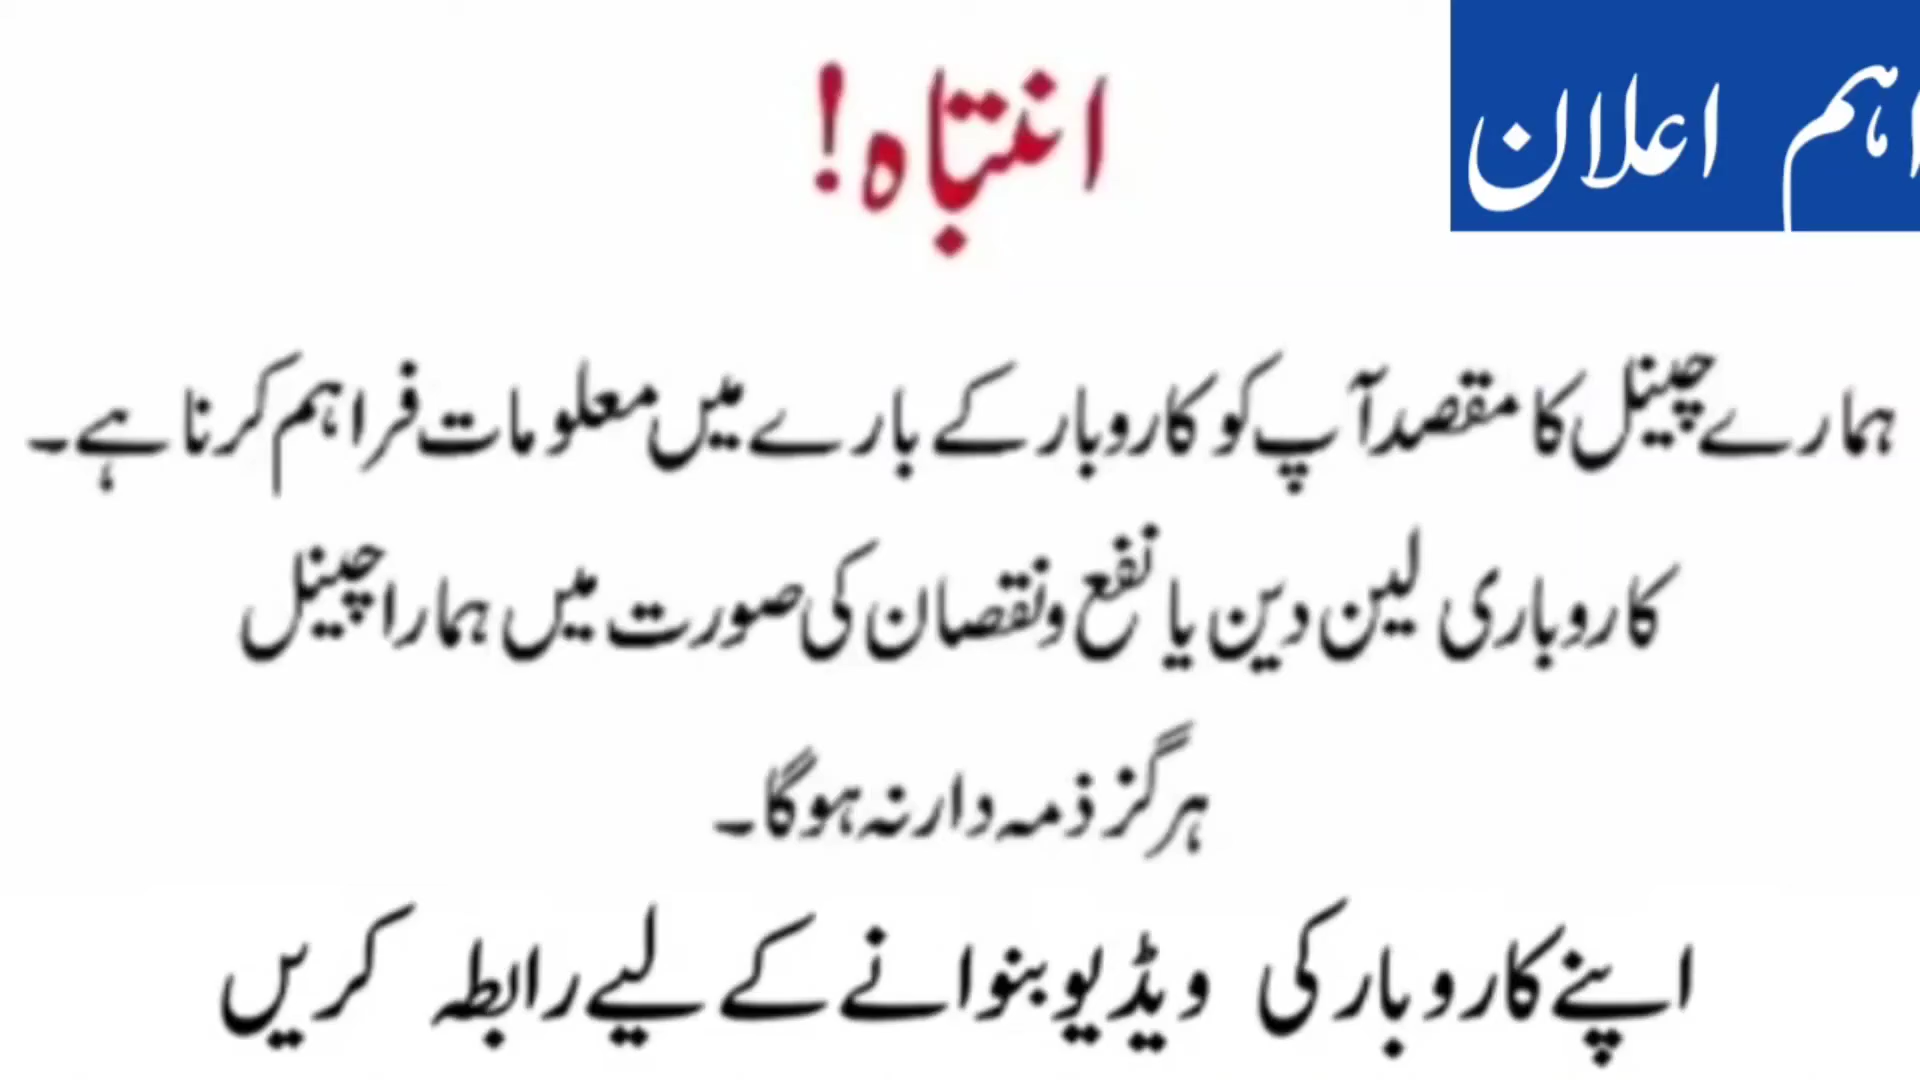 اہم اعلان
انتباہ!
ہمارے چینل کا مقصد آپ کو کاروبار کے بارے میں معلومات فراہم کرنا ہے۔
کاروباری لین دین یا نفع ونقصان کی صورت میں ہمارا چینل
ہرگز ذمہ دار نہ ہوگا۔
اپنے کاروبار کی ویڈیو بنوانے کے لیے رابطہ کریں